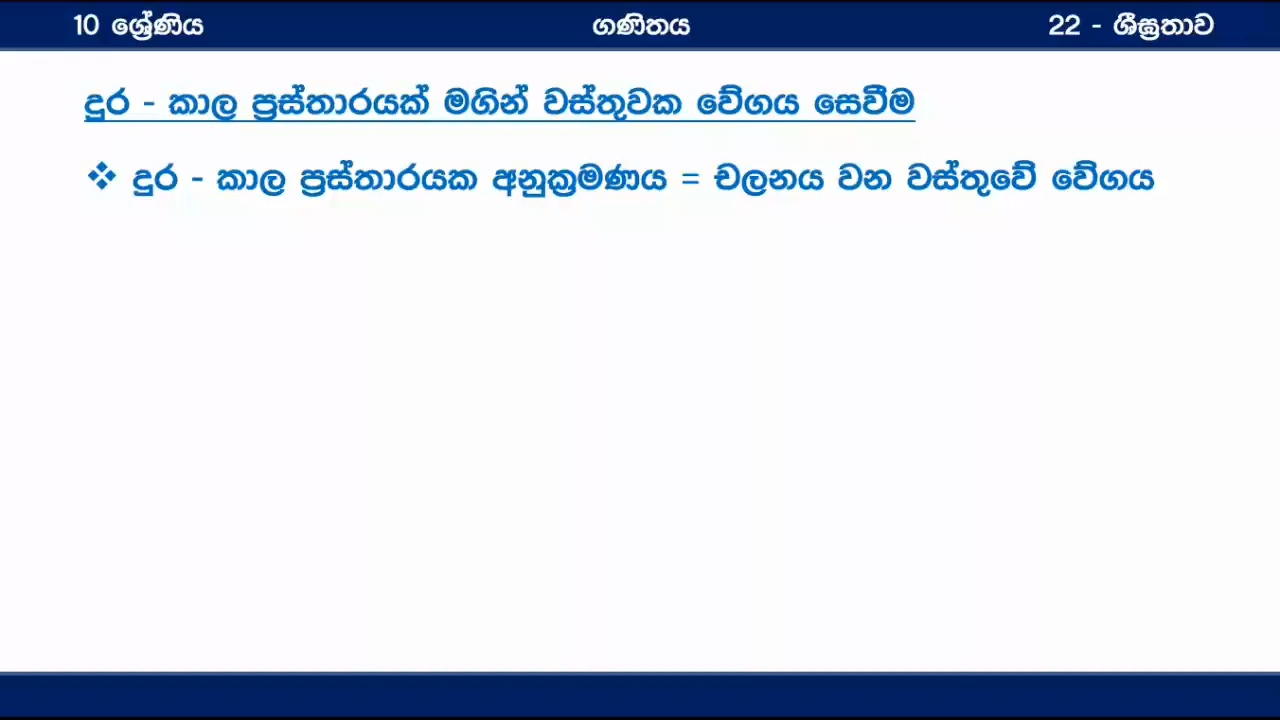 10 ශ්‍රේණිය
ගණිතය
22 - ශීඝ්‍රතාව
දුර - කාල ප්‍රස්තාරයක් මගින් වස්තුවක වේගය සෙවීම
❖ දුර - කාල ප්‍රස්තාරයක අනුක්‍රමණය = චලනය වන වස්තුවේ වේගය